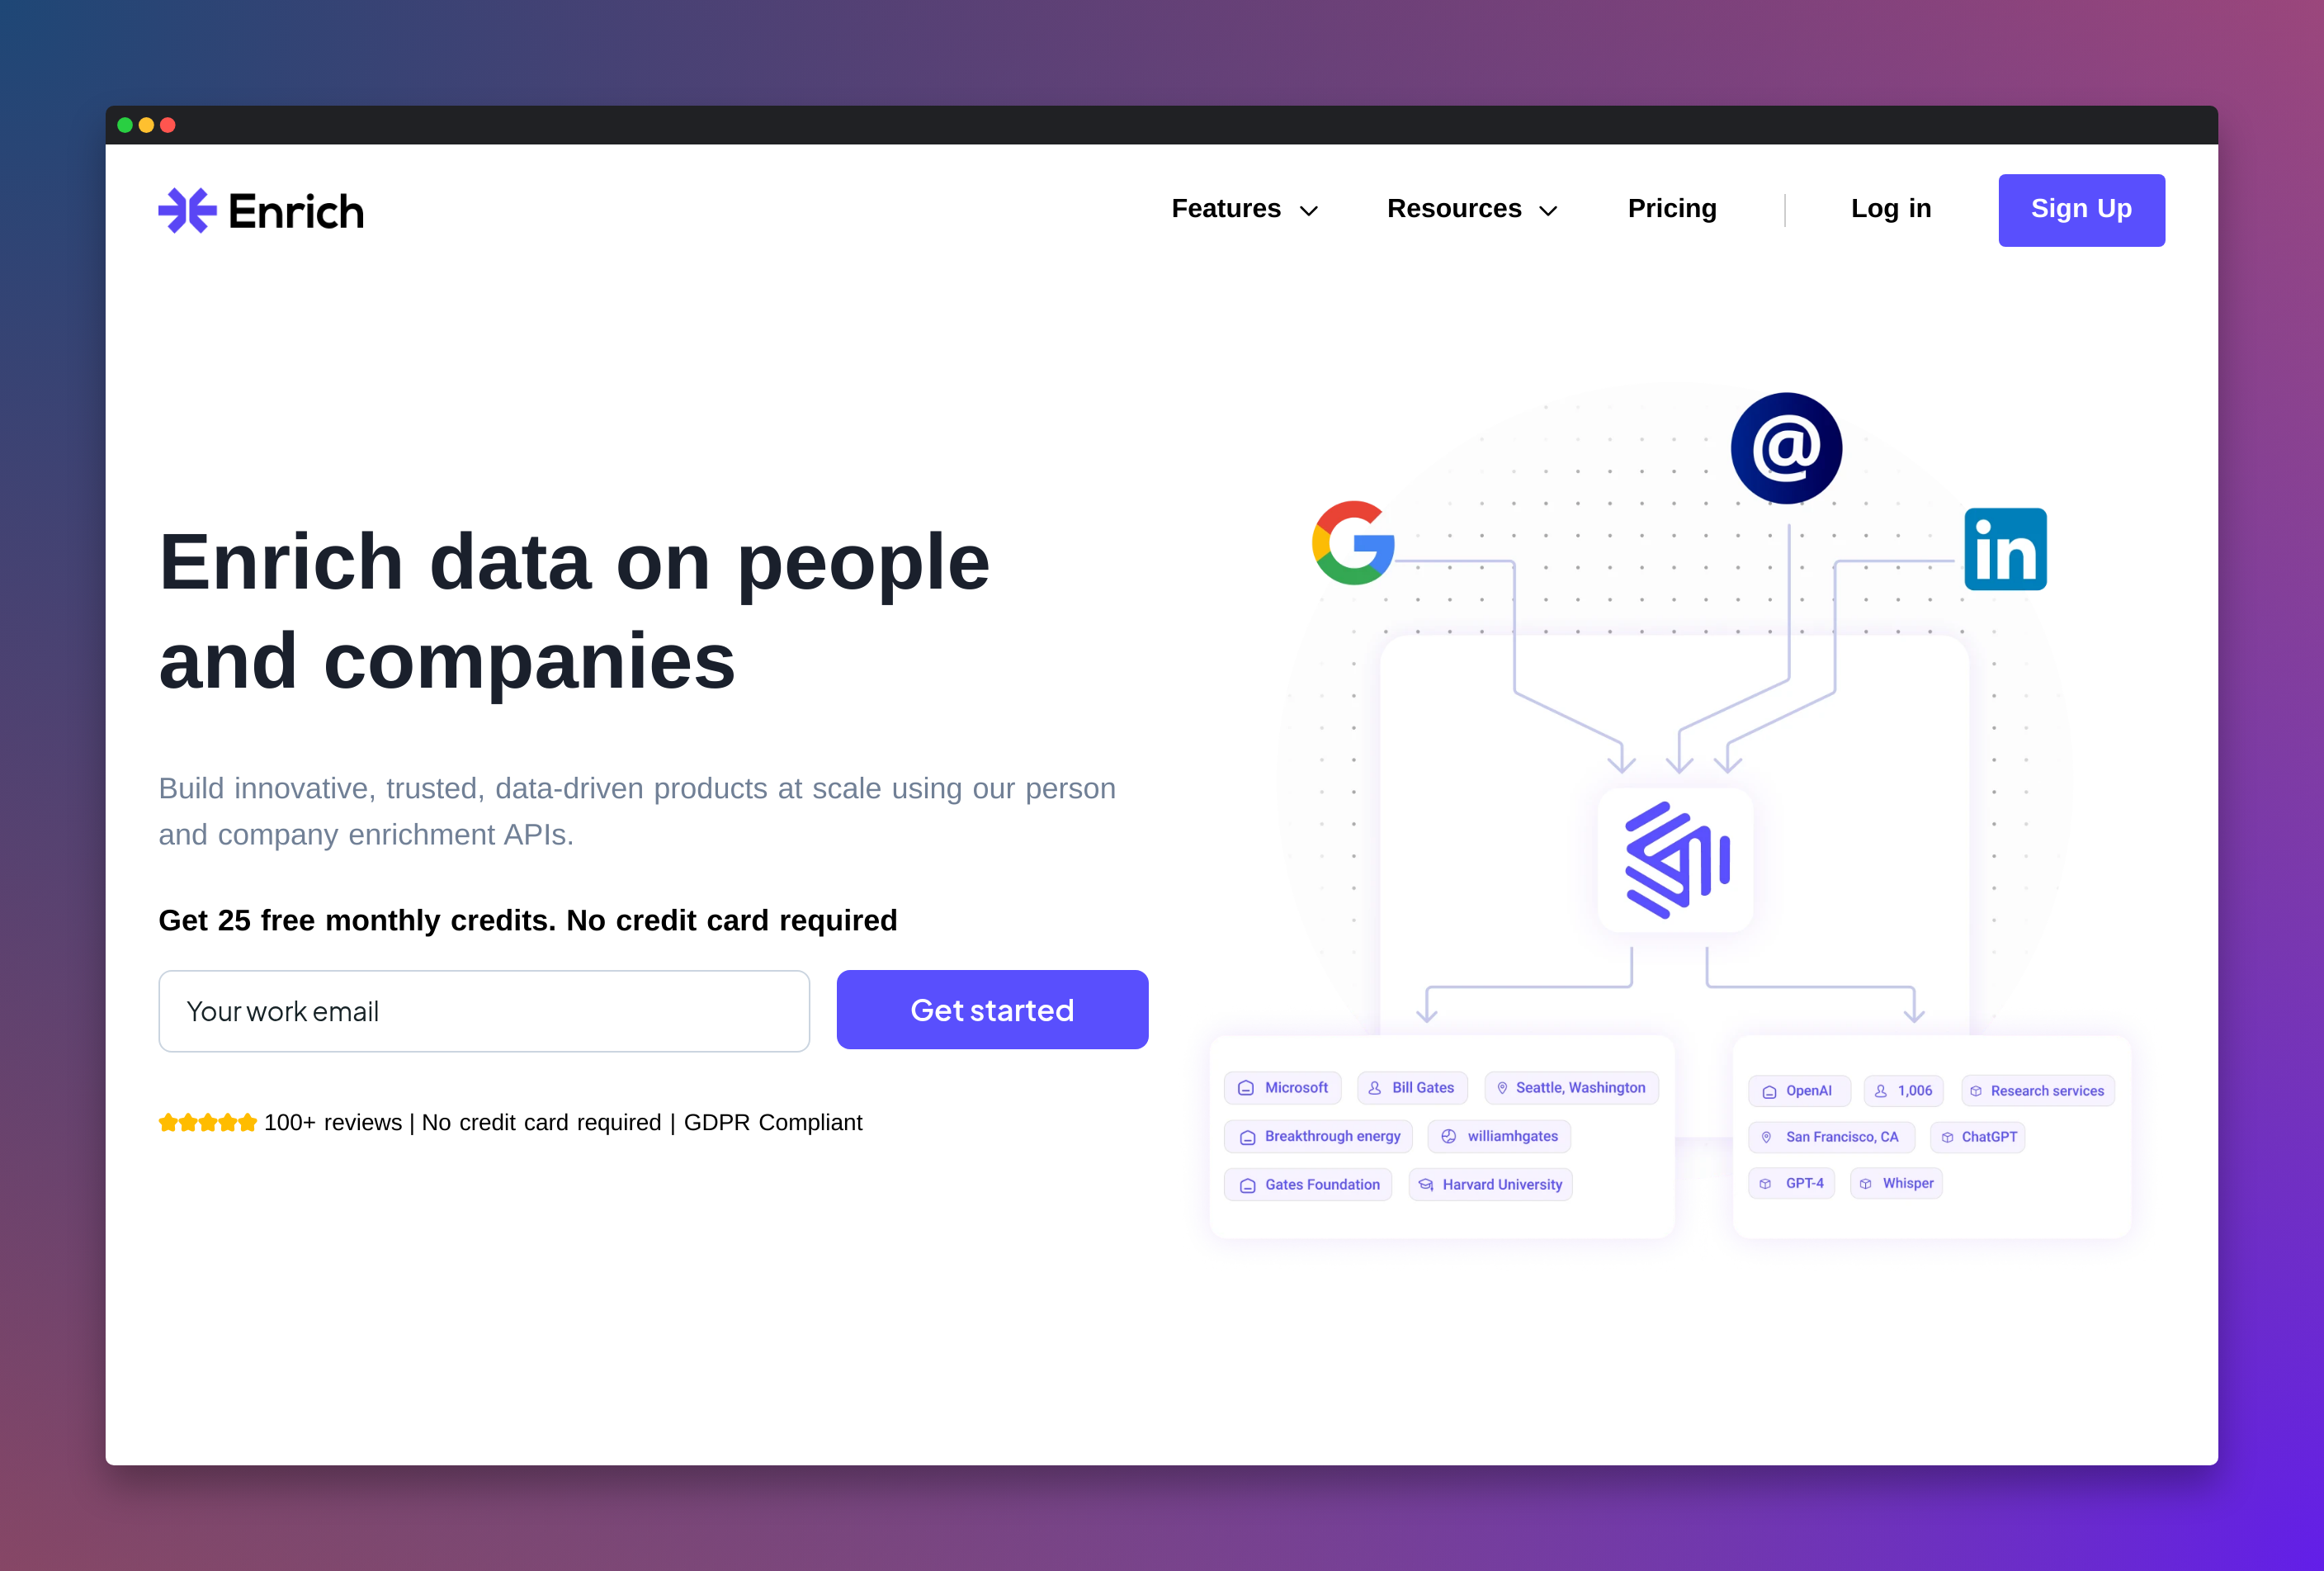 Enrich
Features
Resources
Pricing
Log in
Sign Up
Enrich data on people
and companies
Build innovative, trusted, data-driven products at scale using our person
and company enrichment APIs.
Get 25 free monthly credits. No credit card required
Your work email
Get started
100+ reviews | No credit card required | GDPR Compliant
@
in
Microsoft
Bill Gates
Seattle, Washington
Breakthrough energy
williamhgates
Gates Foundation
Harvard University
OpenAI
1,006
Research services
San Francisco, CA
ChatGPT
GPT-4
Whisper